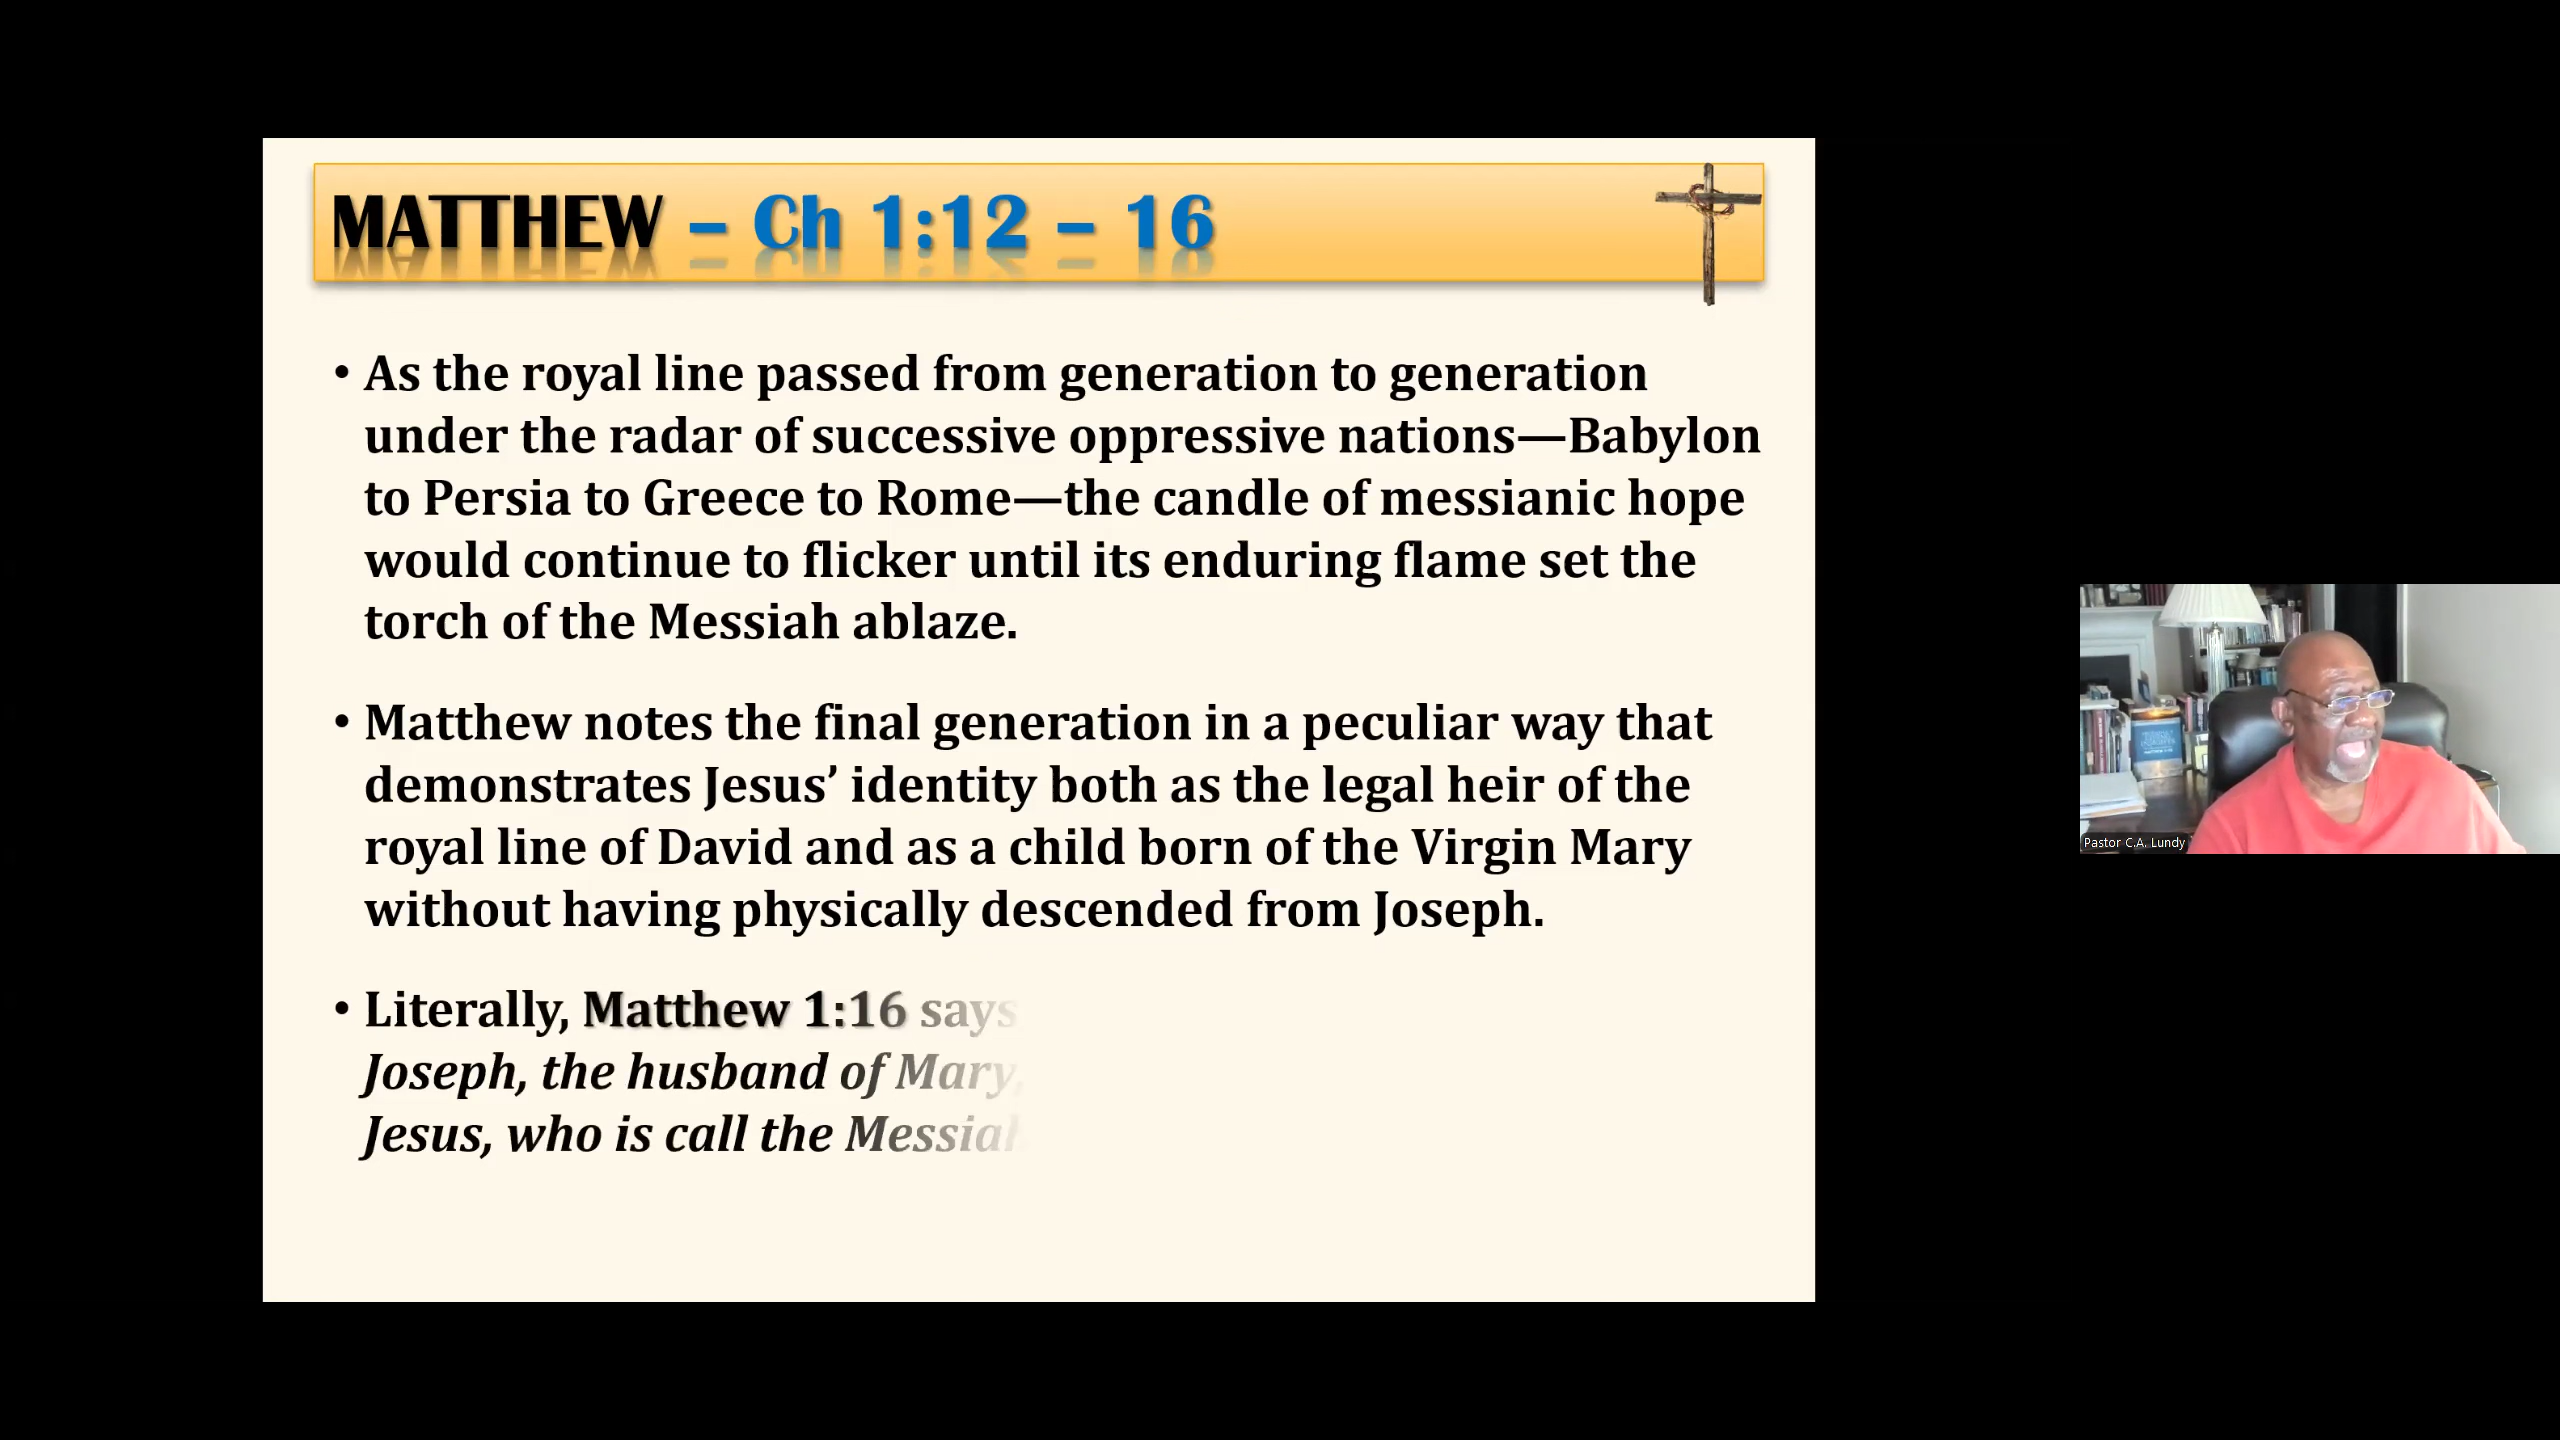 MATTHEW – Ch 1:12 – 16
• As the royal line passed from generation to generation
under the radar of successive oppressive nations—Babylon
to Persia to Greece to Rome—the candle of messianic hope
would continue to flicker until its enduring flame set the
torch of the Messiah ablaze.
• Matthew notes the final generation in a peculiar way that
demonstrates Jesus’ identity both as the legal heir of the
royal line of David and as a child born of the Virgin Mary
without having physically descended from Joseph.
• Literally, Matthew 1:16 says
Joseph, the husband of Mary,
Jesus, who is call the Messiah
Pastor C.A. Lundy